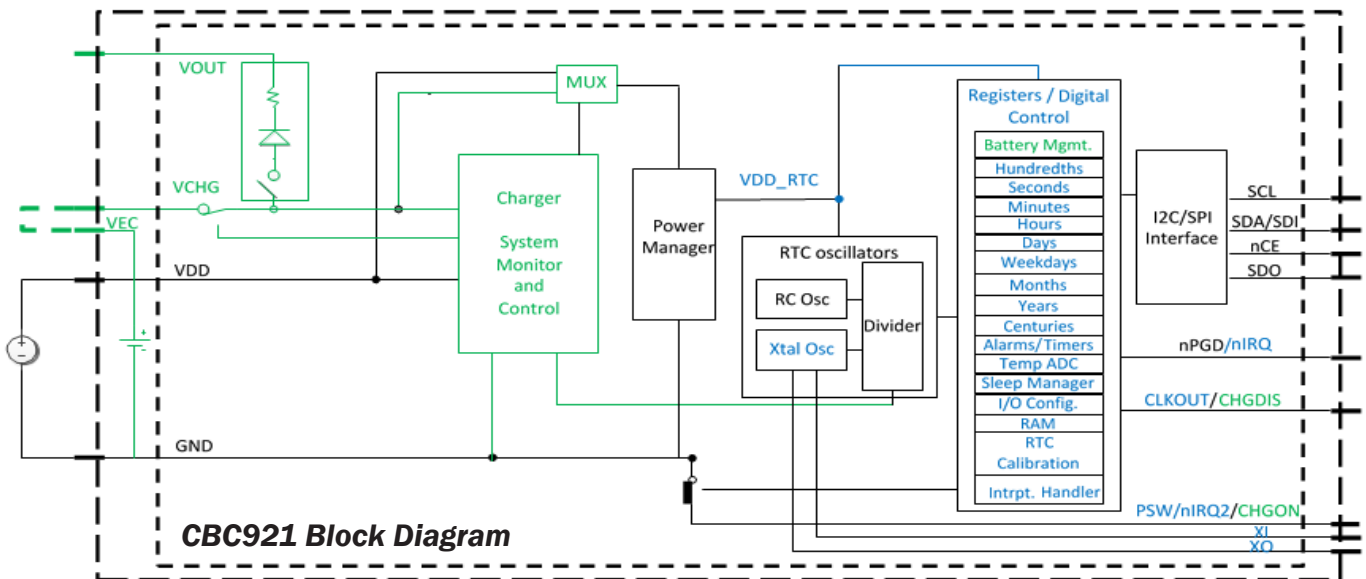 VOUT
MUX
VCHG
VEC
VDD
GND
Charger
System
Monitor
and
Control
Power
Manager
VDD_RTC
RTC oscillators
RC Osc
Xtal Osc
Divider
Registers / Digital
Control
Battery Mgmt.
Hundredths
Seconds
Minutes
Hours
Days
Weekdays
Months
Years
Centuries
Alarms/Timers
Temp ADC
Sleep Manager
I/O Config.
RAM
RTC
Calibration
Intrpt. Handler
I2C/SPI
Interface
SCL
SDA/SDI
nCE
SDO
nPGD/nIRQ
CLKOUT/CHGDIS
PSW/nIRQ2/CHGON
XI
XO
CBC921 Block Diagram